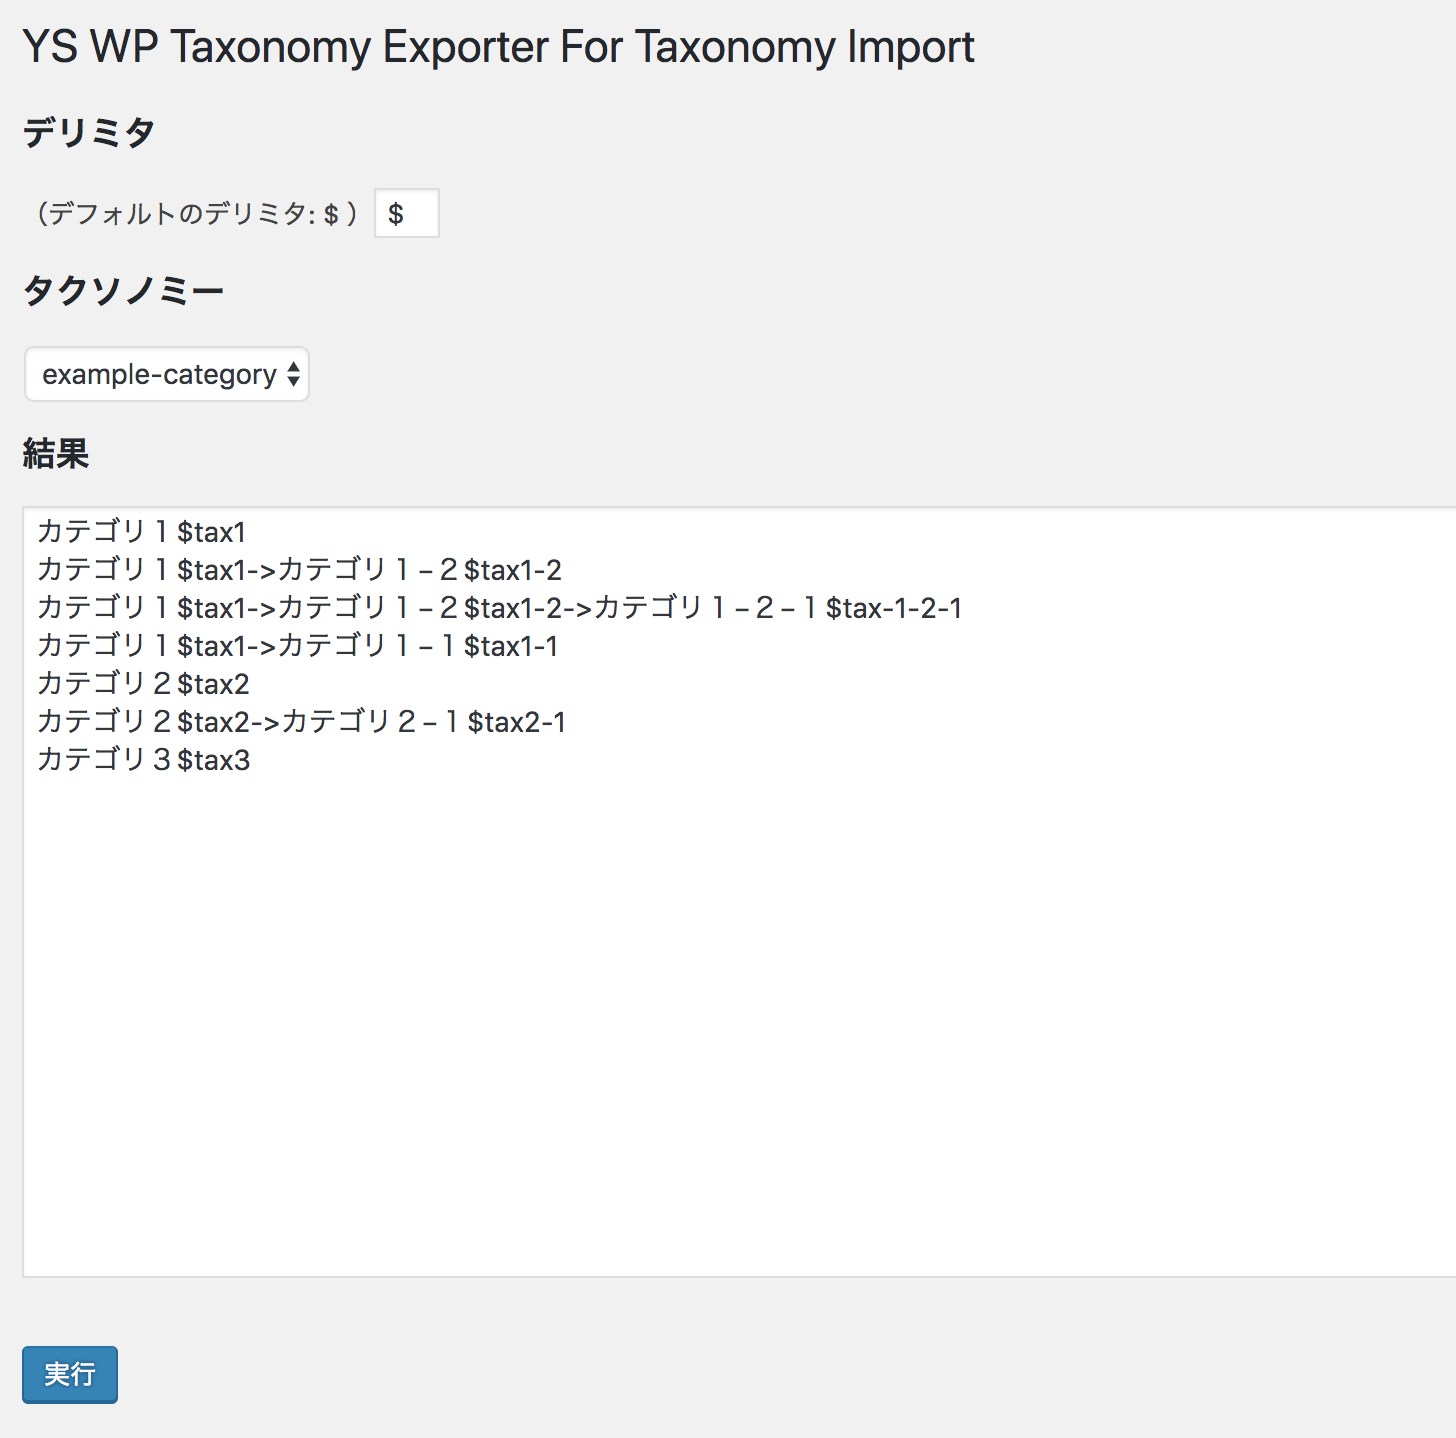 YS WP Taxonomy Exporter For Taxonomy Import
デリミタ
（デフォルトのデリミタ: $ ） $
タクソノミー
example-category
結果
カテゴリ１$tax1
カテゴリ１$tax1->カテゴリ１−２$tax1-2
カテゴリ１$tax1->カテゴリ１−２$tax1-2->カテゴリ１−２−１$tax-1-2-1
カテゴリ１$tax1->カテゴリ１−１$tax1-1
カテゴリ２$tax2
カテゴリ２$tax2->カテゴリ２−１$tax2-1
カテゴリ３$tax3
実行